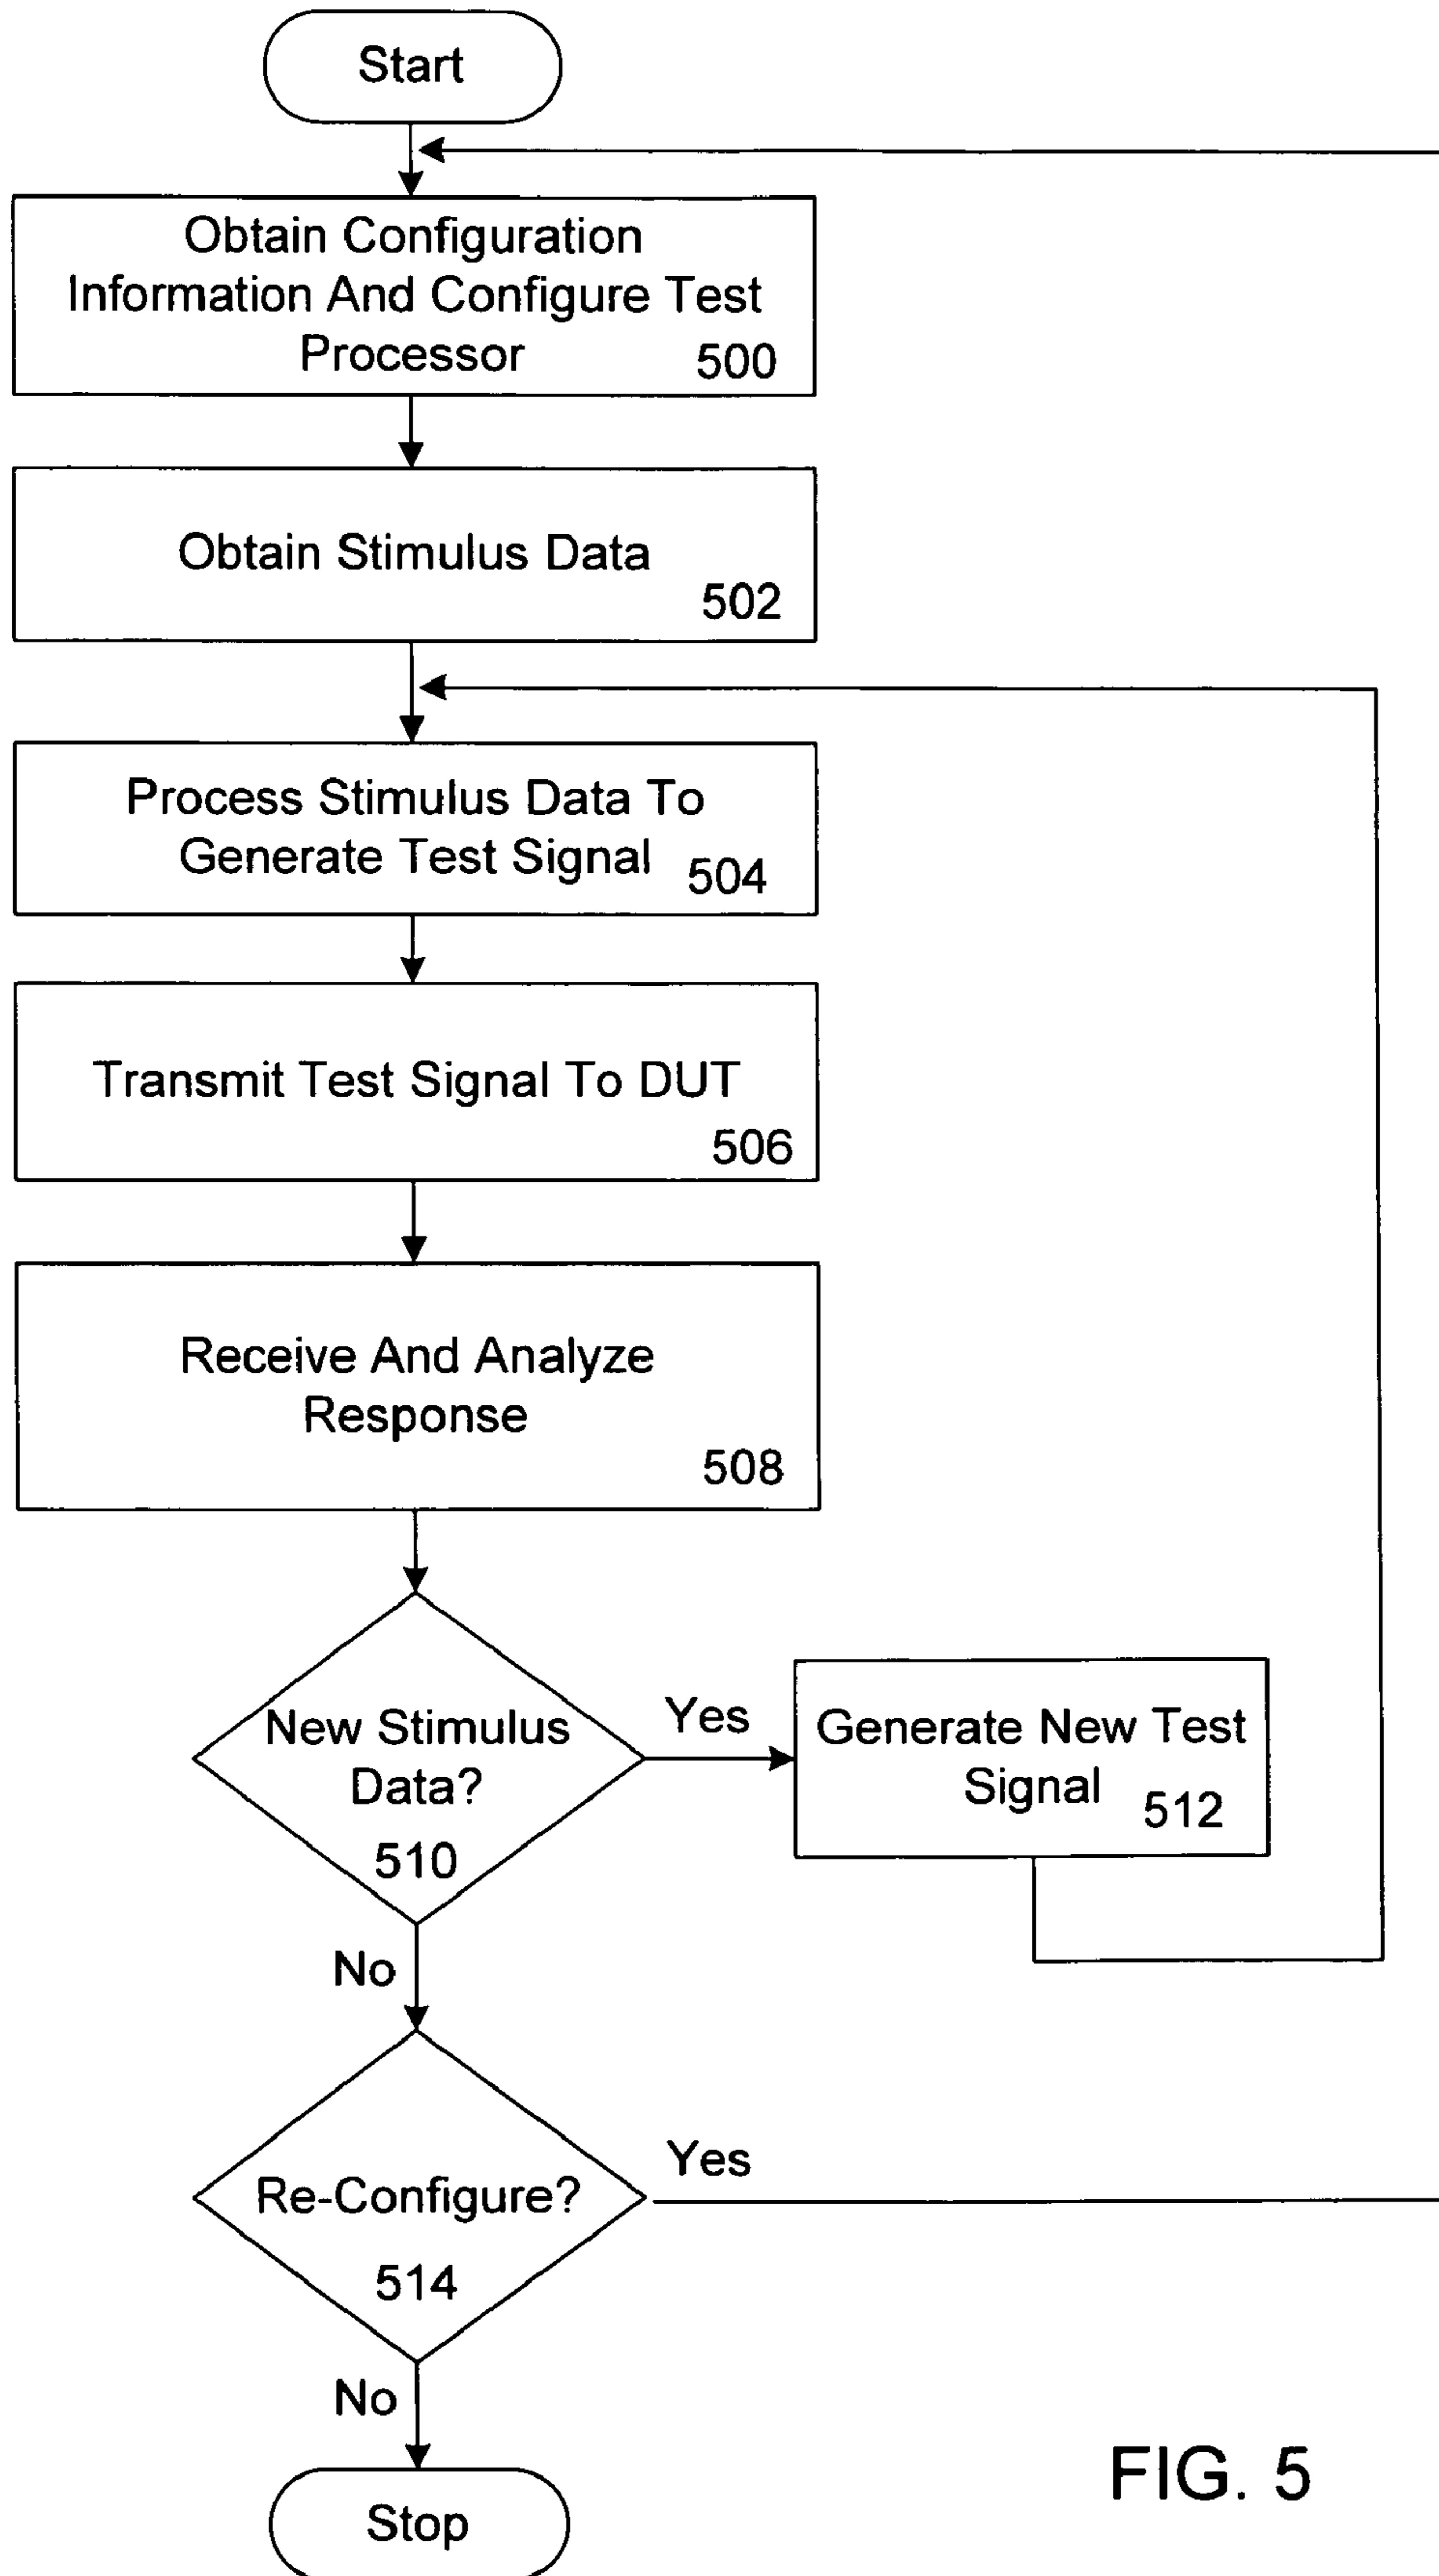 Start
Obtain Configuration
Information And Configure Test
Processor 500
Obtain Stimulus Data
502
Process Stimulus Data To
Generate Test Signal 504
Transmit Test Signal To DUT
506
Receive And Analyze
Response
508
New Stimulus
Data?
510
Yes
Generate New Test
Signal 512
No
Re-Configure?
514
Yes
No
Stop
FIG. 5